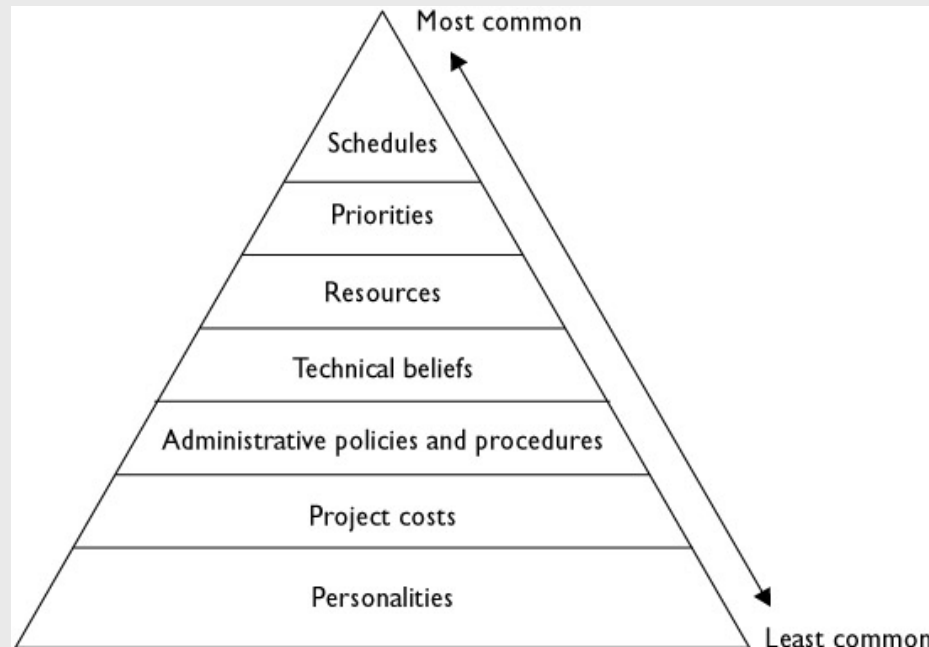 Most common
Schedules
Priorities
Resources
Technical beliefs
Administrative policies and procedures
Project costs
Personalities
Least common